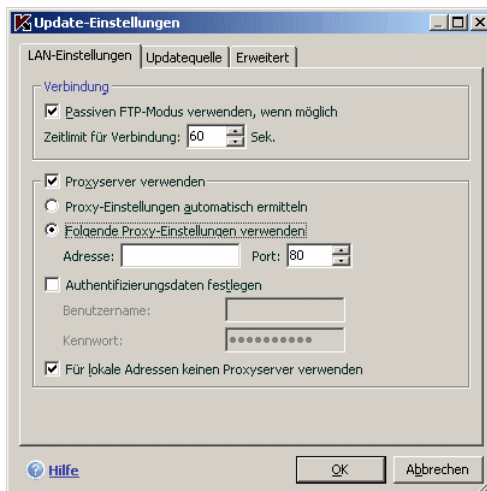 Update-Einstellungen
LAN-Einstellungen Updatequelle Erweitert
Verbindung
Passiven FTP-Modus verwenden, wenn möglich
Zeitlimit für Verbindung: 60 Sek.
Proxyserver verwenden
Proxy-Einstellungen automatisch ermitteln
Folgende Proxy-Einstellungen verwenden
Adresse: Port: 80
Authentifizierungsdaten festlegen
Benutzername:
Kennwort: ●●●●●●●●●●
Für lokale Adressen keinen Proxyserver verwenden
Hilfe OK Abbrechen